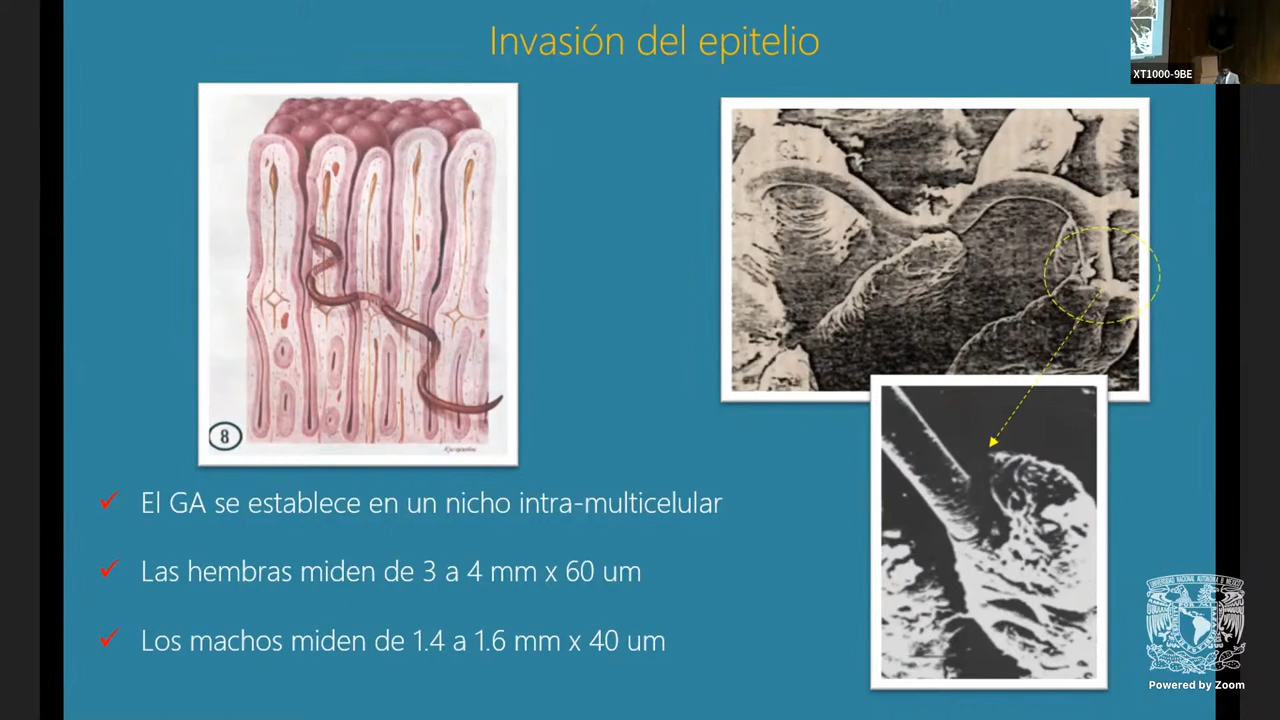 Invasión del epitelio
XT1000-9BE
8
El GA se establece en un nicho intra-multicelular
Las hembras miden de 3 a 4 mm x 60 um
Los machos miden de 1.4 a 1.6 mm x 40 um
Powered by Zoom